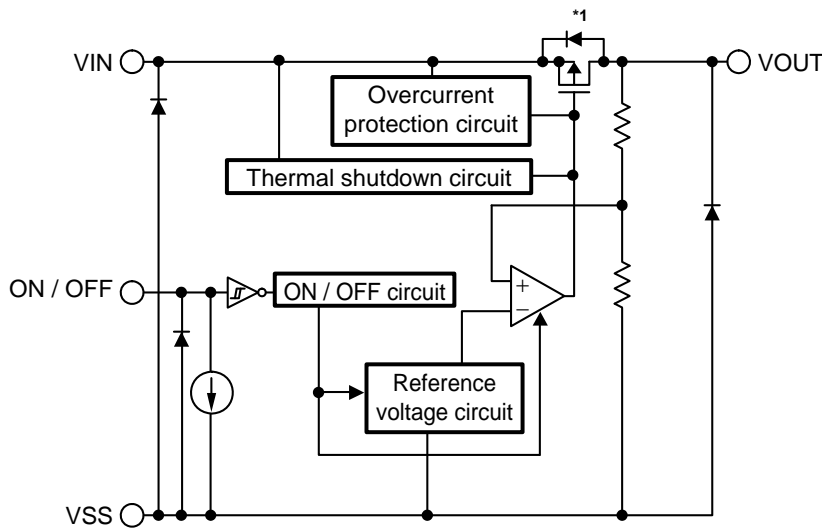 *1
VIN
VOUT
Overcurrent
protection circuit
Thermal shutdown circuit
ON / OFF
ON / OFF circuit
+
−
Reference
voltage circuit
VSS